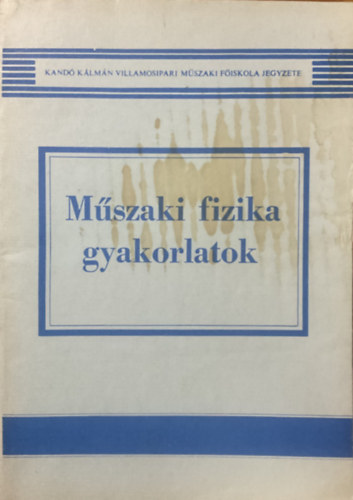 KANDÓ KÁLMÁN VILLAMOSIPARI MŰSZAKI FŐISKOLA JEGYZETE
Műszaki fizika
gyakorlatok